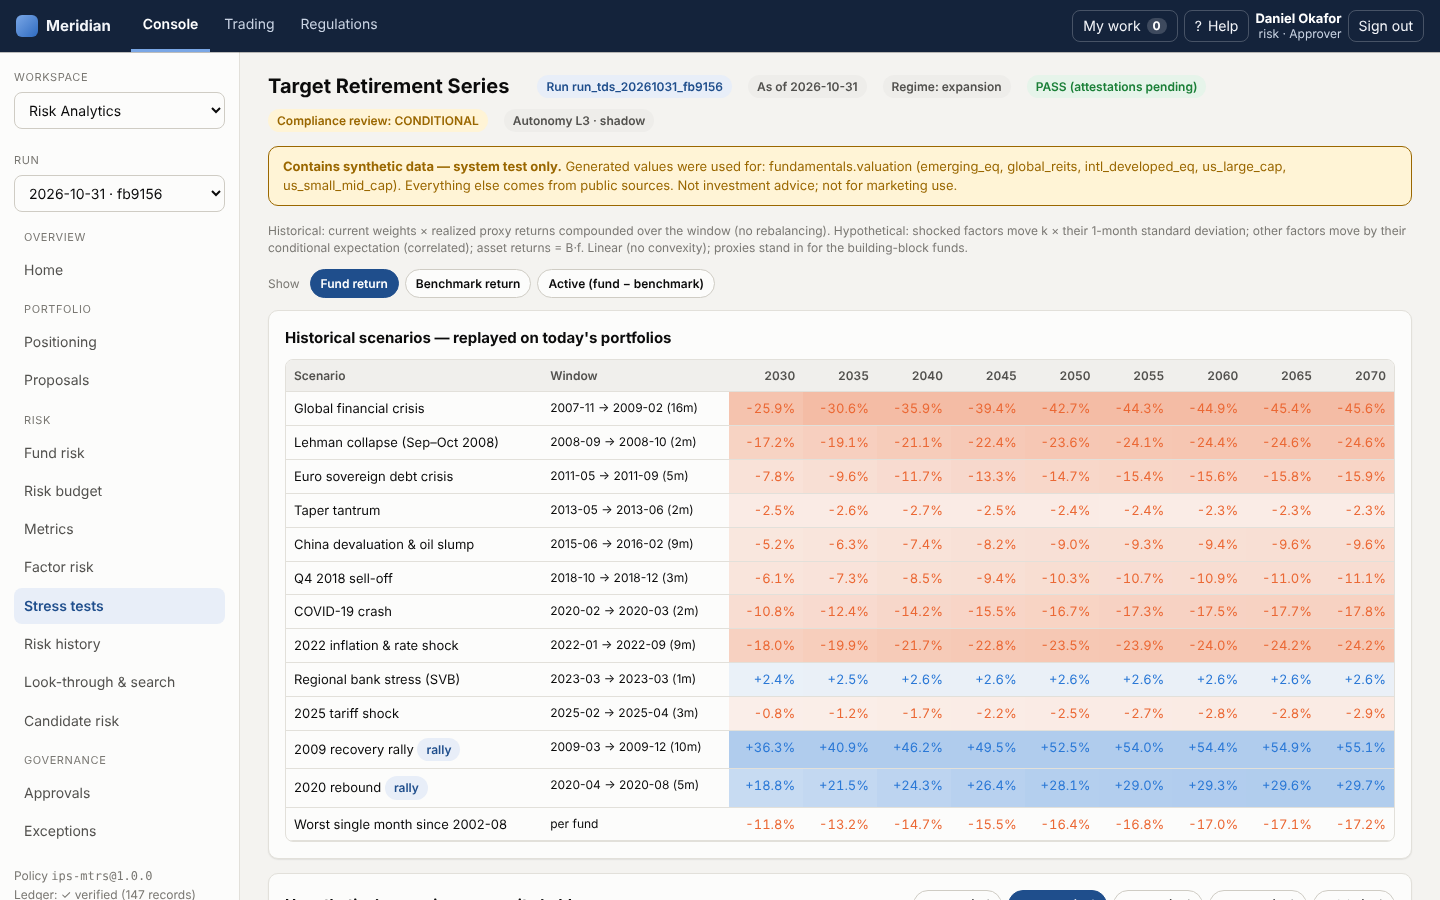 Meridian Console Trading Regulations My work 0 ? Help Daniel Okafor risk · Approver Sign out
WORKSPACE
Risk Analytics
RUN
2026-10-31 · fb9156
OVERVIEW
Home
PORTFOLIO
Positioning
Proposals
RISK
Fund risk
Risk budget
Metrics
Factor risk
Stress tests
Risk history
Look-through & search
Candidate risk
GOVERNANCE
Approvals
Exceptions
Policy ips-mtrs@1.0.0
Ledger: ✓ verified (147 records)
Target Retirement Series Run run_tds_20261031_fb9156 As of 2026-10-31 Regime: expansion PASS (attestations pending)
Compliance review: CONDITIONAL Autonomy L3 · shadow
Contains synthetic data — system test only. Generated values were used for: fundamentals.valuation (emerging_eq, global_reits, intl_developed_eq, us_large_cap,
us_small_mid_cap). Everything else comes from public sources. Not investment advice; not for marketing use.
Historical: current weights × realized proxy returns compounded over the window (no rebalancing). Hypothetical: shocked factors move k × their 1-month standard deviation; other factors move by their
conditional expectation (correlated); asset returns = B·f. Linear (no convexity); proxies stand in for the building-block funds.
Show Fund return Benchmark return Active (fund − benchmark)
Historical scenarios — replayed on today's portfolios
Scenario Window 2030 2035 2040 2045 2050 2055 2060 2065 2070
Global financial crisis 2007-11 → 2009-02 (16m) -25.9% -30.6% -35.9% -39.4% -42.7% -44.3% -44.9% -45.4% -45.6%
Lehman collapse (Sep–Oct 2008) 2008-09 → 2008-10 (2m) -17.2% -19.1% -21.1% -22.4% -23.6% -24.1% -24.4% -24.6% -24.6%
Euro sovereign debt crisis 2011-05 → 2011-09 (5m) -7.8% -9.6% -11.7% -13.3% -14.7% -15.4% -15.6% -15.8% -15.9%
Taper tantrum 2013-05 → 2013-06 (2m) -2.5% -2.6% -2.7% -2.5% -2.4% -2.4% -2.3% -2.3% -2.3%
China devaluation & oil slump 2015-06 → 2016-02 (9m) -5.2% -6.3% -7.4% -8.2% -9.0% -9.3% -9.4% -9.6% -9.6%
Q4 2018 sell-off 2018-10 → 2018-12 (3m) -6.1% -7.3% -8.5% -9.4% -10.3% -10.7% -10.9% -11.0% -11.1%
COVID-19 crash 2020-02 → 2020-03 (2m) -10.8% -12.4% -14.2% -15.5% -16.7% -17.3% -17.5% -17.7% -17.8%
2022 inflation & rate shock 2022-01 → 2022-09 (9m) -18.0% -19.9% -21.7% -22.8% -23.5% -23.9% -24.0% -24.2% -24.2%
Regional bank stress (SVB) 2023-03 → 2023-03 (1m) +2.4% +2.5% +2.6% +2.6% +2.6% +2.6% +2.6% +2.6% +2.6%
2025 tariff shock 2025-02 → 2025-04 (3m) -0.8% -1.2% -1.7% -2.2% -2.5% -2.7% -2.8% -2.8% -2.9%
2009 recovery rally rally 2009-03 → 2009-12 (10m) +36.3% +40.9% +46.2% +49.5% +52.5% +54.0% +54.4% +54.9% +55.1%
2020 rebound rally 2020-04 → 2020-08 (5m) +18.8% +21.5% +24.3% +26.4% +28.1% +29.0% +29.3% +29.6% +29.7%
Worst single month since 2002-08 per fund -11.8% -13.2% -14.7% -15.5% -16.4% -16.8% -17.0% -17.1% -17.2%